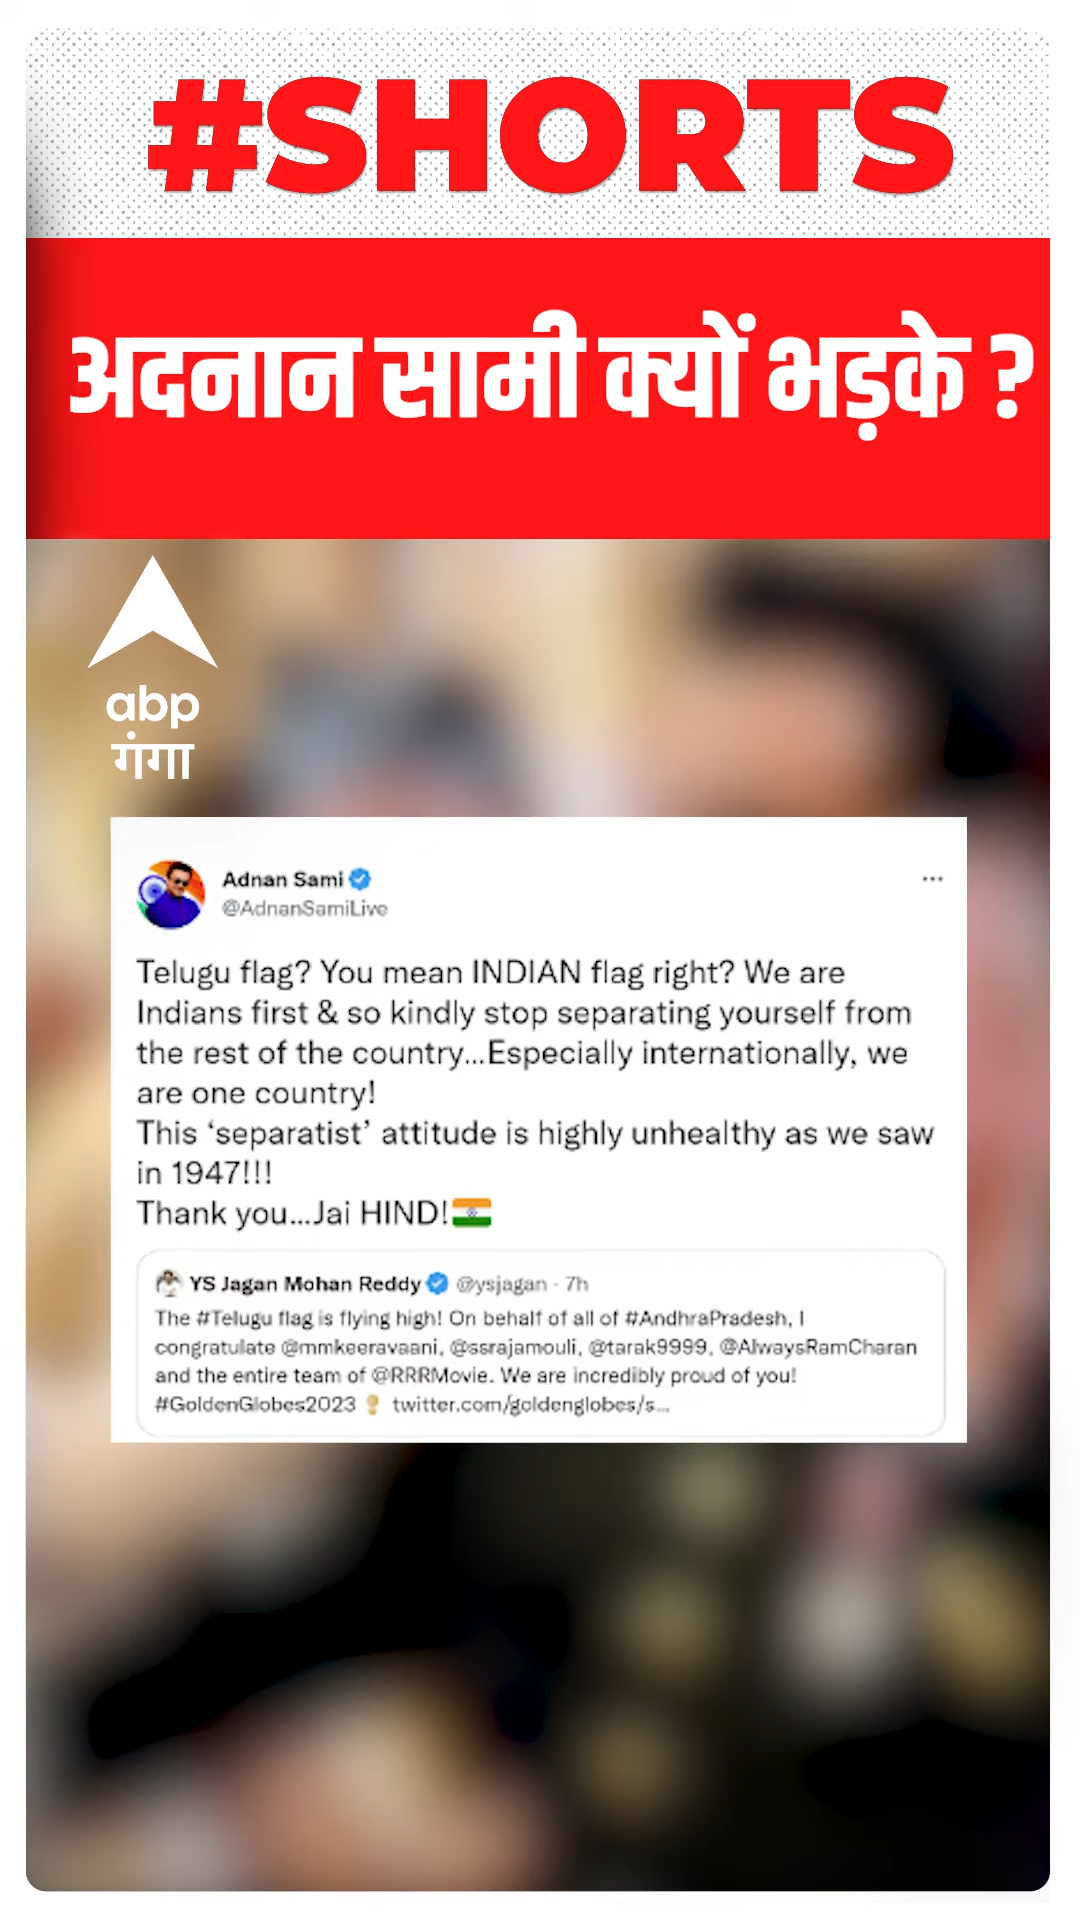 #SHORTS
अदनान सामी क्यों भड़के ?
abp
गंगा
Adnan Sami
@AdnanSamiLive
Telugu flag? You mean INDIAN flag right? We are
Indians first & so kindly stop separating yourself from
the rest of the country...Especially internationally, we
are one country!
This ‘separatist’ attitude is highly unhealthy as we saw
in 1947!!!
Thank you...Jai HIND!🇮🇳
YS Jagan Mohan Reddy @ysjagan · 7h
The #Telugu flag is flying high! On behalf of all of #AndhraPradesh, I
congratulate @mmkeeravaani, @ssrajamouli, @tarak9999, @AlwaysRamCharan
and the entire team of @RRRMovie. We are incredibly proud of you!
#GoldenGlobes2023 twitter.com/goldenglobes/s...